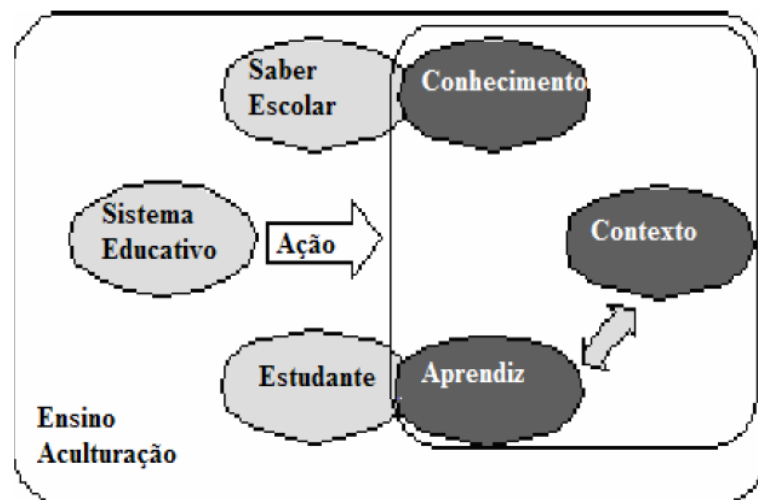 Saber
Escolar
Conhecimento
Sistema
Educativo
Ação
Contexto
Estudante
Aprendiz
Ensino
Aculturação